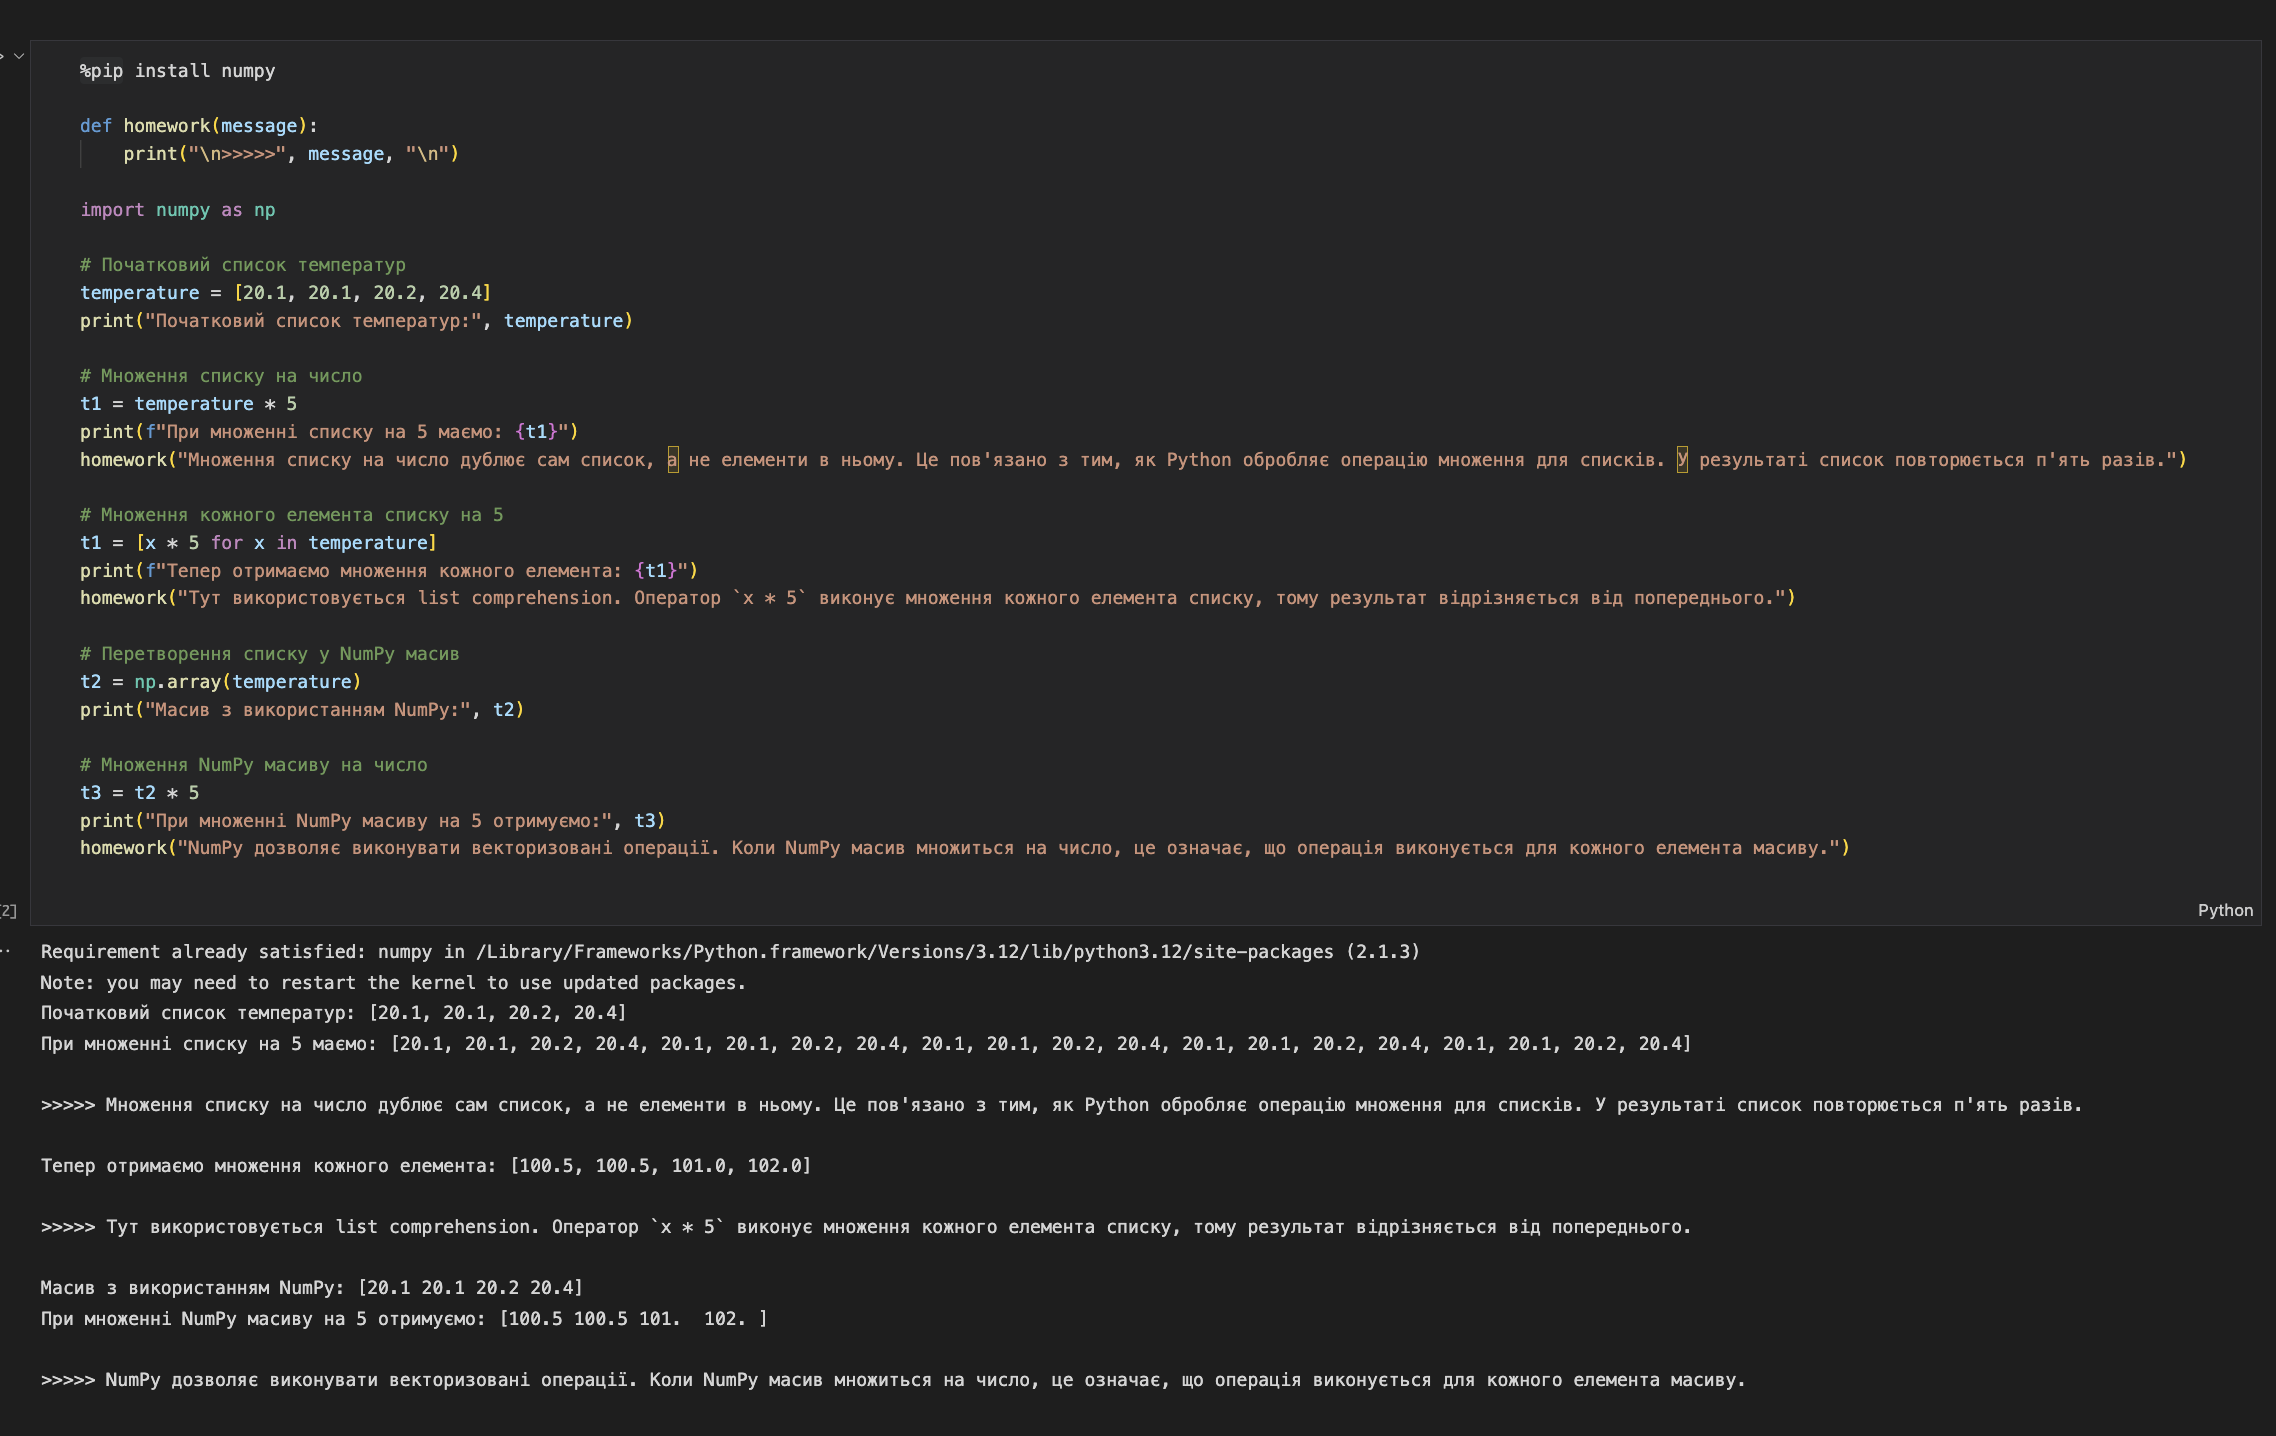 %pip install numpy
def homework(message):
    print("\n>>>>>", message, "\n")
import numpy as np
# Початковий список температур
temperature = [20.1, 20.1, 20.2, 20.4]
print("Початковий список температур:", temperature)
# Множення списку на число
t1 = temperature * 5
print(f"При множенні списку на 5 маємо: {t1}")
homework("Множення списку на число дублює сам список, а не елементи в ньому. Це пов'язано з тим, як Python обробляє операцію множення для списків. У результаті список повторюється п'ять разів.")
# Множення кожного елемента списку на 5
t1 = [x * 5 for x in temperature]
print(f"Тепер отримаємо множення кожного елемента: {t1}")
homework("Тут використовується list comprehension. Оператор `x * 5` виконує множення кожного елемента списку, тому результат відрізняється від попереднього.")
# Перетворення списку у NumPy масив
t2 = np.array(temperature)
print("Масив з використанням NumPy:", t2)
# Множення NumPy масиву на число
t3 = t2 * 5
print("При множенні NumPy масиву на 5 отримуємо:", t3)
homework("NumPy дозволяє виконувати векторизовані операції. Коли NumPy масив множиться на число, це означає, що операція виконується для кожного елемента масиву.")
[2]
Python
Requirement already satisfied: numpy in /Library/Frameworks/Python.framework/Versions/3.12/lib/python3.12/site-packages (2.1.3)
Note: you may need to restart the kernel to use updated packages.
Початковий список температур: [20.1, 20.1, 20.2, 20.4]
При множенні списку на 5 маємо: [20.1, 20.1, 20.2, 20.4, 20.1, 20.1, 20.2, 20.4, 20.1, 20.1, 20.2, 20.4, 20.1, 20.1, 20.2, 20.4, 20.1, 20.1, 20.2, 20.4]
>>>>> Множення списку на число дублює сам список, а не елементи в ньому. Це пов'язано з тим, як Python обробляє операцію множення для списків. У результаті список повторюється п'ять разів.
Тепер отримаємо множення кожного елемента: [100.5, 100.5, 101.0, 102.0]
>>>>> Тут використовується list comprehension. Оператор `x * 5` виконує множення кожного елемента списку, тому результат відрізняється від попереднього.
Масив з використанням NumPy: [20.1 20.1 20.2 20.4]
При множенні NumPy масиву на 5 отримуємо: [100.5 100.5 101.  102. ]
>>>>> NumPy дозволяє виконувати векторизовані операції. Коли NumPy масив множиться на число, це означає, що операція виконується для кожного елемента масиву.